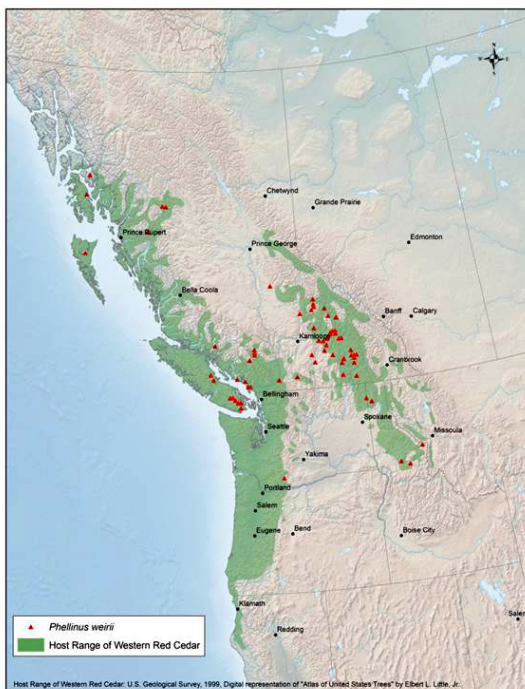 N
Chetwynd
Grande Prairie
Prince Rupert
Prince George
Edmonton
Bella Coola
Banff
Calgary
Kamloops
Cranbrook
Bellingham
Spokane
Seattle
Missoula
Yakima
Portland
Salem
Eugene
Bend
Boise City
Klamath
Redding
Phellinus weirii
Host Range of Western Red Cedar
Host Range of Western Red Cedar: U.S. Geological Survey, 1999, Digital representation of "Atlas of United States Trees" by Elbert L. Little, Jr.